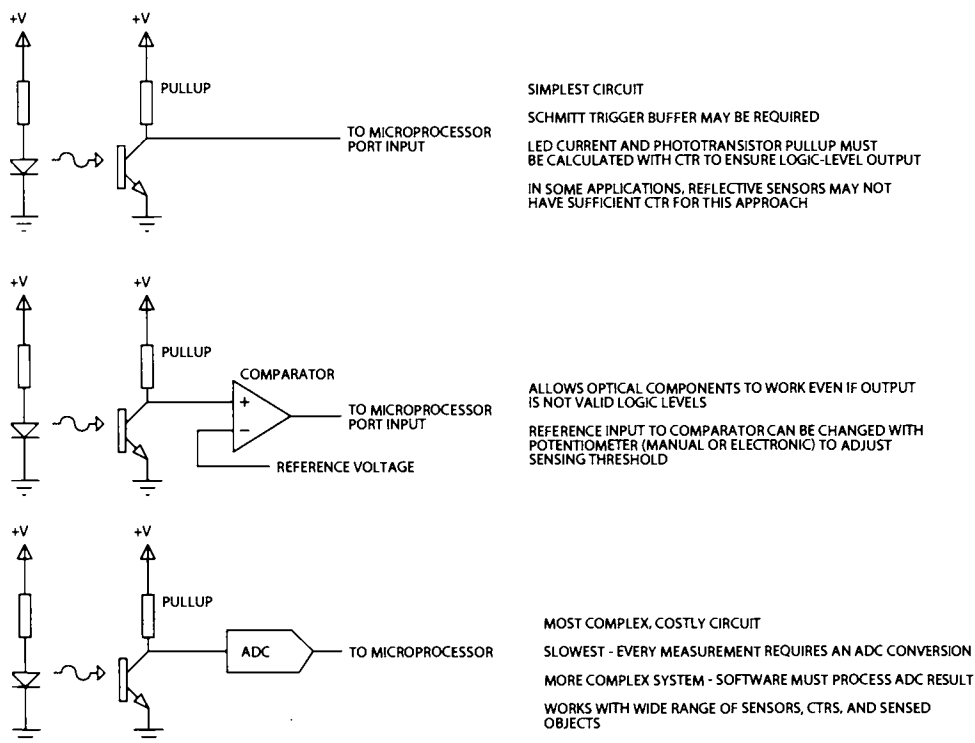 +V
+V
PULLUP
TO MICROPROCESSOR
PORT INPUT
SIMPLEST CIRCUIT
SCHMITT TRIGGER BUFFER MAY BE REQUIRED
LED CURRENT AND PHOTOTRANSISTOR PULLUP MUST
BE CALCULATED WITH CTR TO ENSURE LOGIC-LEVEL OUTPUT
IN SOME APPLICATIONS, REFLECTIVE SENSORS MAY NOT
HAVE SUFFICIENT CTR FOR THIS APPROACH
+V
+V
PULLUP
COMPARATOR
+
−
TO MICROPROCESSOR
PORT INPUT
REFERENCE VOLTAGE
ALLOWS OPTICAL COMPONENTS TO WORK EVEN IF OUTPUT
IS NOT VALID LOGIC LEVELS
REFERENCE INPUT TO COMPARATOR CAN BE CHANGED WITH
POTENTIOMETER (MANUAL OR ELECTRONIC) TO ADJUST
SENSING THRESHOLD
+V
+V
PULLUP
ADC
TO MICROPROCESSOR
MOST COMPLEX, COSTLY CIRCUIT
SLOWEST - EVERY MEASUREMENT REQUIRES AN ADC CONVERSION
MORE COMPLEX SYSTEM - SOFTWARE MUST PROCESS ADC RESULT
WORKS WITH WIDE RANGE OF SENSORS, CTRS, AND SENSED
OBJECTS